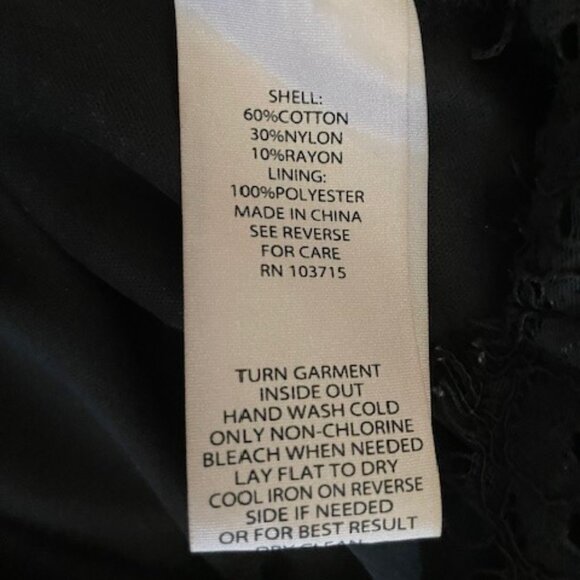 SHELL:
60%COTTON
30%NYLON
10%RAYON
LINING:
100%POLYESTER
MADE IN CHINA
SEE REVERSE
FOR CARE
RN 103715
TURN GARMENT
INSIDE OUT
HAND WASH COLD
ONLY NON-CHLORINE
BLEACH WHEN NEEDED
LAY FLAT TO DRY
COOL IRON ON REVERSE
SIDE IF NEEDED
OR FOR BEST RESULT
DRY CLEAN